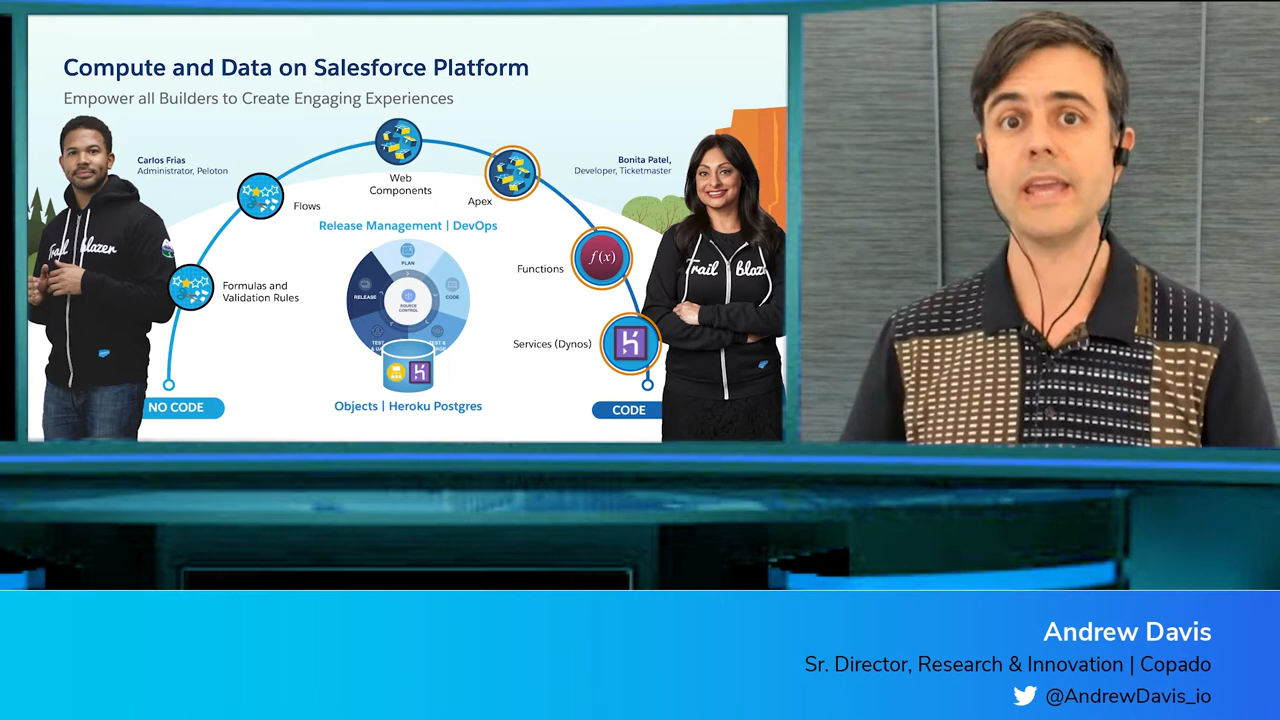 Compute and Data on Salesforce Platform
Empower all Builders to Create Engaging Experiences
Carlos Frias
Administrator, Peloton
Bonita Patel,
Developer, Ticketmaster
Web
Components
Apex
Flows
Release Management | DevOps
PLAN
Trail blazer
Trail blaz
Functions
f(x)
Formulas and
Validation Rules
RELEASE
CODE
SOURCE
CONTROL
TEST
TEST &
Services (Dynos)
NO CODE
Objects | Heroku Postgres
CODE
Andrew Davis
Sr. Director, Research & Innovation | Copado
@AndrewDavis_io